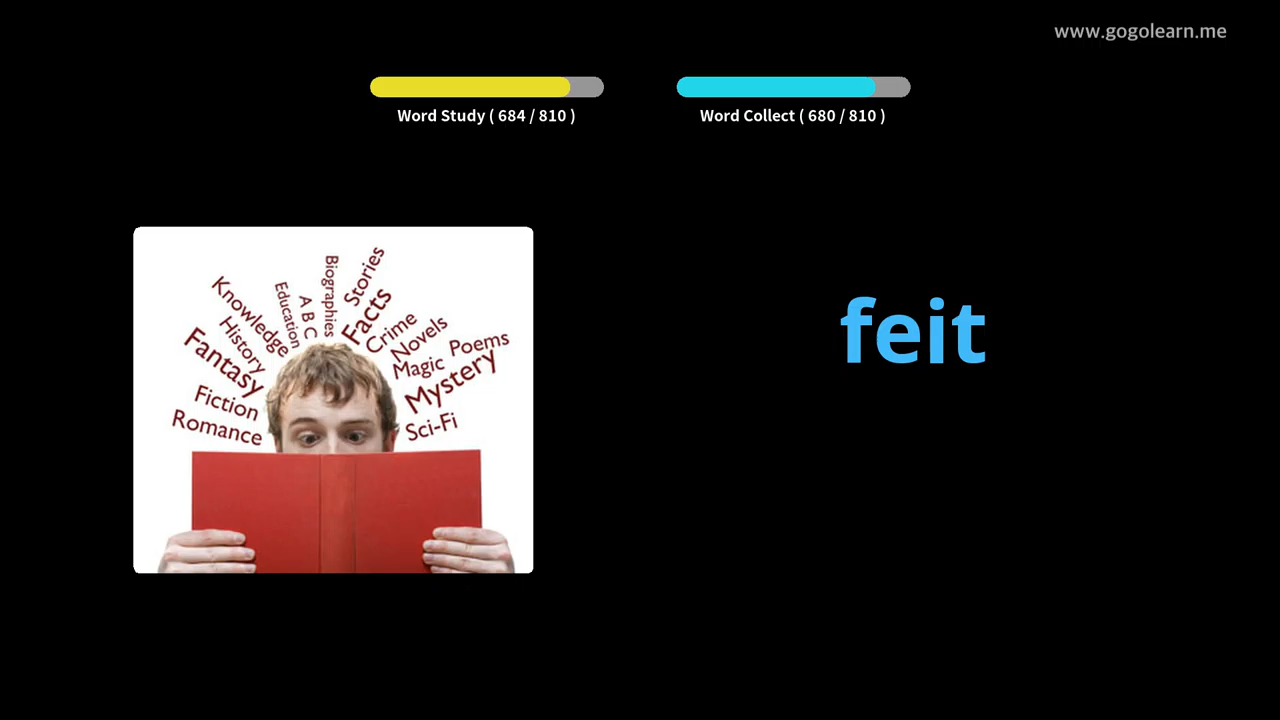 www.gogolearn.me
Word Study ( 684 / 810 )
Word Collect ( 680 / 810 )
Romance
Fiction
Fantasy
History
Knowledge
Education
A B C
Biographies
Stories
Facts
Crime
Novels
Magic
Poems
Mystery
Sci-Fi
feit